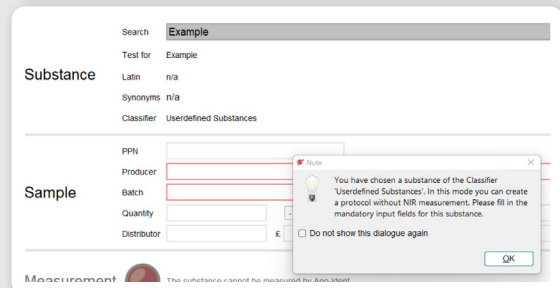 Search Example
Test for Example
Substance
Latin n/a
Synonyms n/a
Classifier Userdefined Substances
PPN
Producer
Sample
Batch
Quantity
-
Distributor £
Note
You have chosen a substance of the Classifier
'Userdefined Substances'. In this mode you can create
a protocol without NIR measurement. Please fill in the
mandatory input fields for this substance.
Do not show this dialogue again
OK
Measurement The substance cannot be measured by Apo-Ident